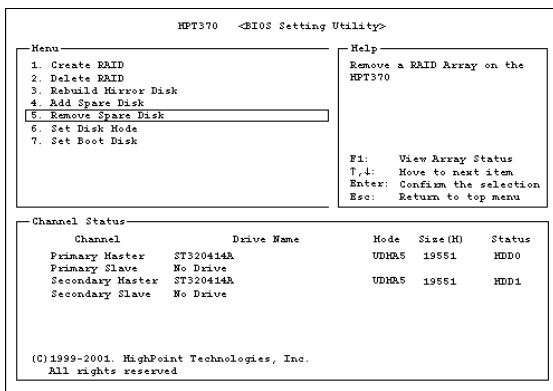 HPT370 <BIOS Setting Utility>
Menu
1. Create RAID
2. Delete RAID
3. Rebuild Mirror Disk
4. Add Spare Disk
5. Remove Spare Disk
6. Set Disk Mode
7. Set Boot Disk
Help
Remove a RAID Array on the
HPT370
F1: View Array Status
↑,↓: Move to next item
Enter: Confirm the selection
Esc: Return to top menu
Channel Status
Channel Drive Name Mode Size(M) Status
Primary Master ST320414A UDMA5 19551 HDD0
Primary Slave No Drive
Secondary Master ST320414A UDMA5 19551 HDD1
Secondary Slave No Drive
(C)1999-2001. HighPoint Technologies, Inc.
All rights reserved